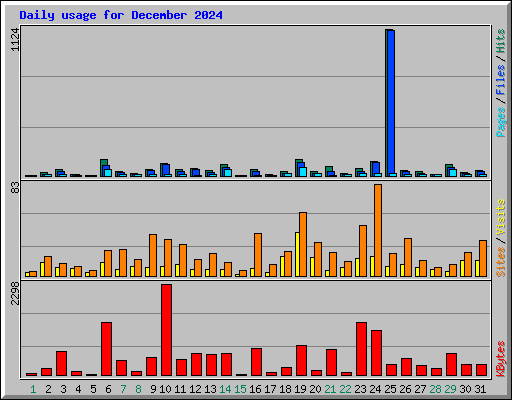 Daily usage for December 2024
1124
83
2298
Pages / Files / Hits
Sites / Visits
KBytes
1 2 3 4 5 6 7 8 9 10 11 12 13 14 15 16 17 18 19 20 21 22 23 24 25 26 27 28 29 30 31